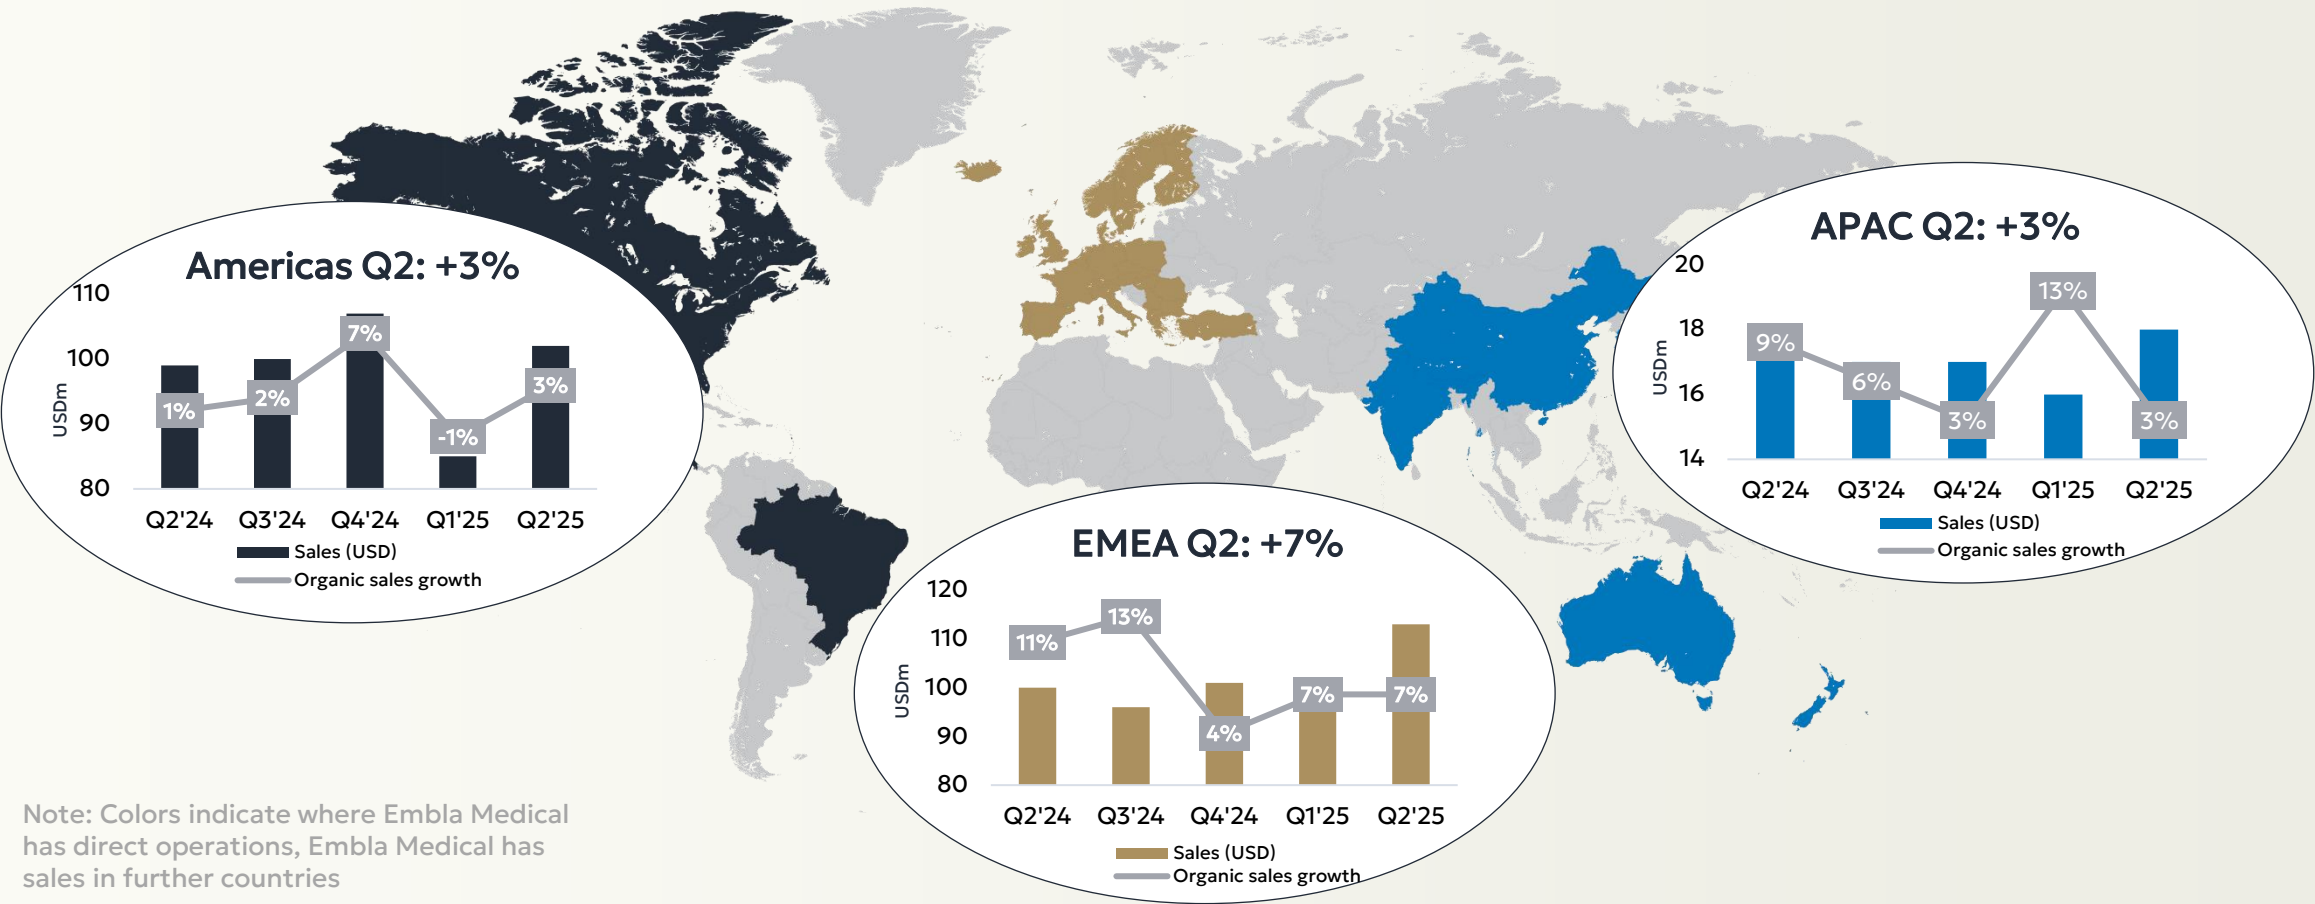 Americas Q2: +3%
110
100
90
80
USDm
1%
2%
7%
-1%
3%
Q2'24 Q3'24 Q4'24 Q1'25 Q2'25
Sales (USD)
Organic sales growth
EMEA Q2: +7%
120
110
100
90
80
USDm
11%
13%
4%
7%
7%
Q2'24 Q3'24 Q4'24 Q1'25 Q2'25
Sales (USD)
Organic sales growth
APAC Q2: +3%
20
18
16
14
USDm
9%
6%
3%
13%
3%
Q2'24 Q3'24 Q4'24 Q1'25 Q2'25
Sales (USD)
Organic sales growth
Note: Colors indicate where Embla Medical
has direct operations, Embla Medical has
sales in further countries